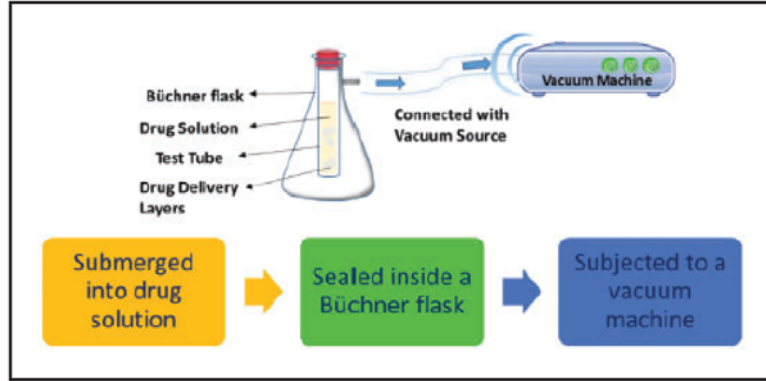 Büchner flask
Drug Solution
Test Tube
Drug Delivery
Layers
Connected with
Vacuum Source
Vacuum Machine
Submerged
into drug
solution
Sealed inside a
Büchner flask
Subjected to a
vacuum
machine